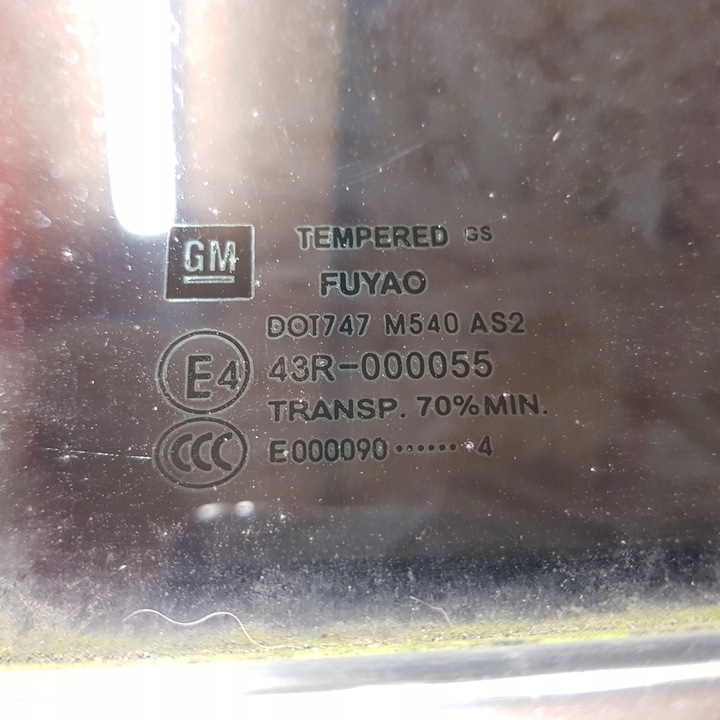 GM
TEMPERED GS
FUYAO
DOT747 M540 AS2
E4 43R-000055
TRANSP. 70% MIN.
CCC E000090·······4